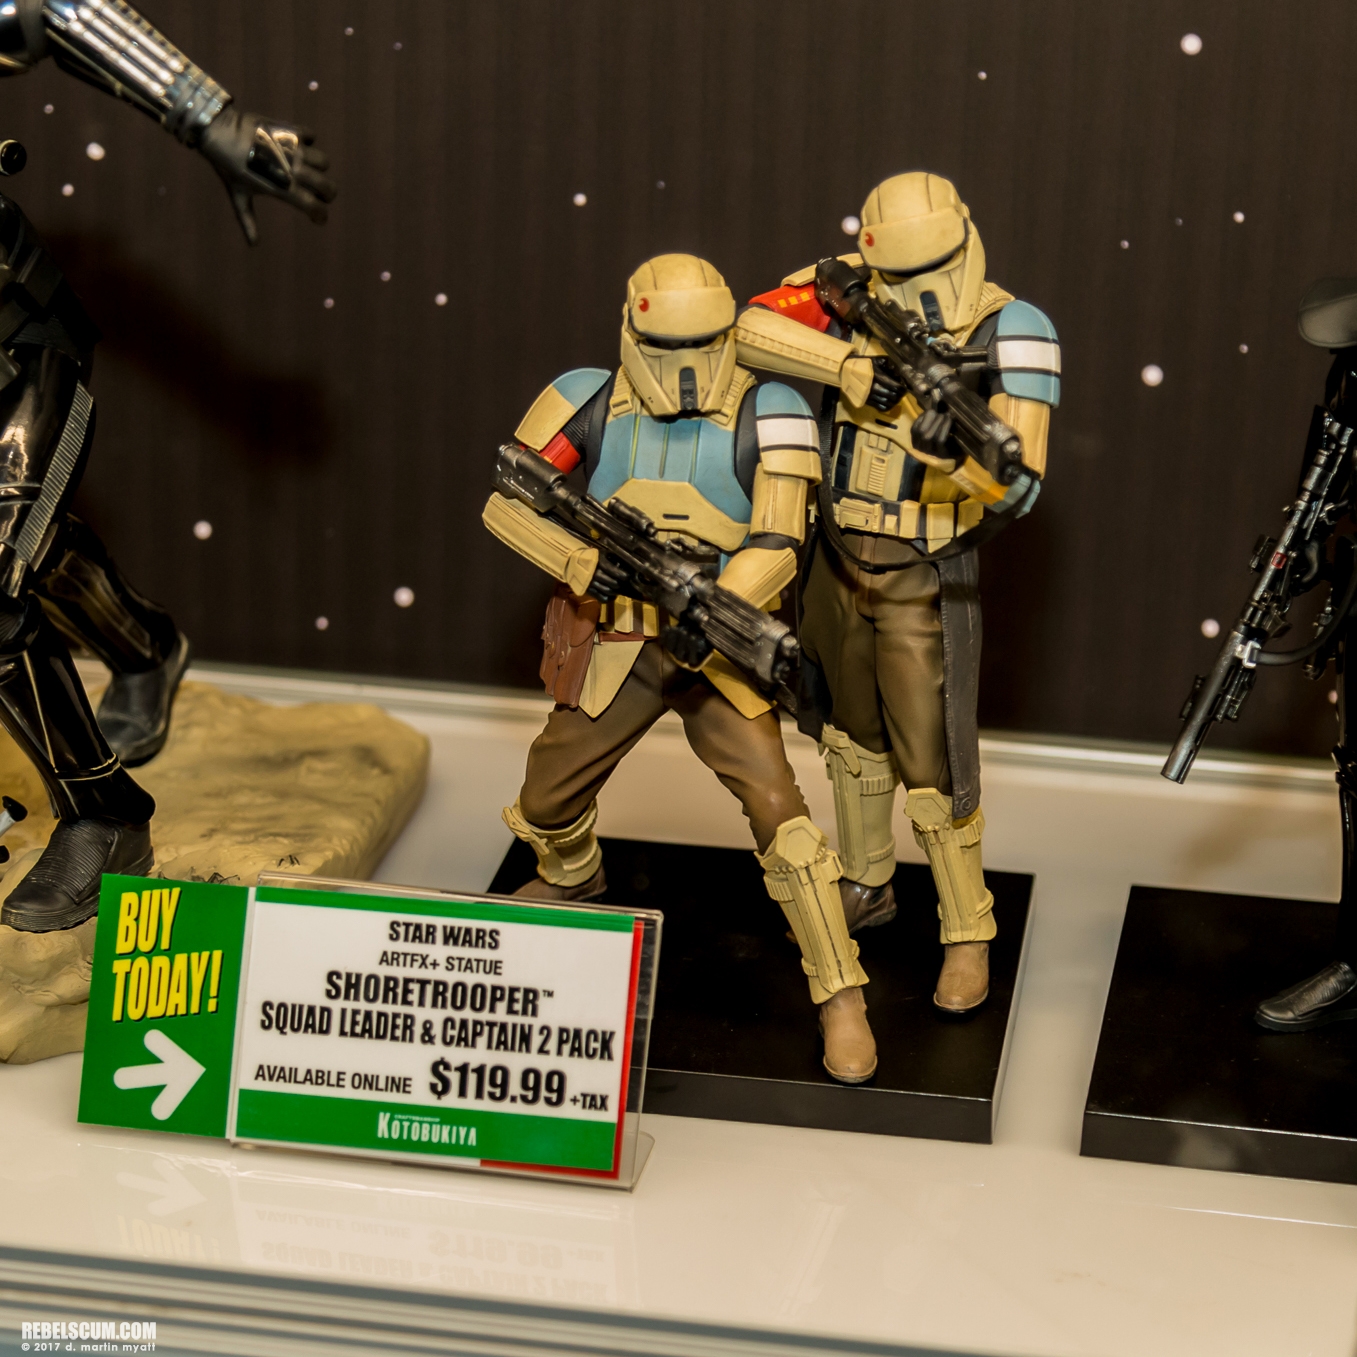 BUY
TODAY!
STAR WARS
ARTFX+ STATUE
SHORETROOPER™
SQUAD LEADER & CAPTAIN 2 PACK
AVAILABLE ONLINE $119.99 +TAX
CRAFTSMANSHIP
KOTOBUKIYA
REBELSCUM.COM
© 2017 d. martin myatt